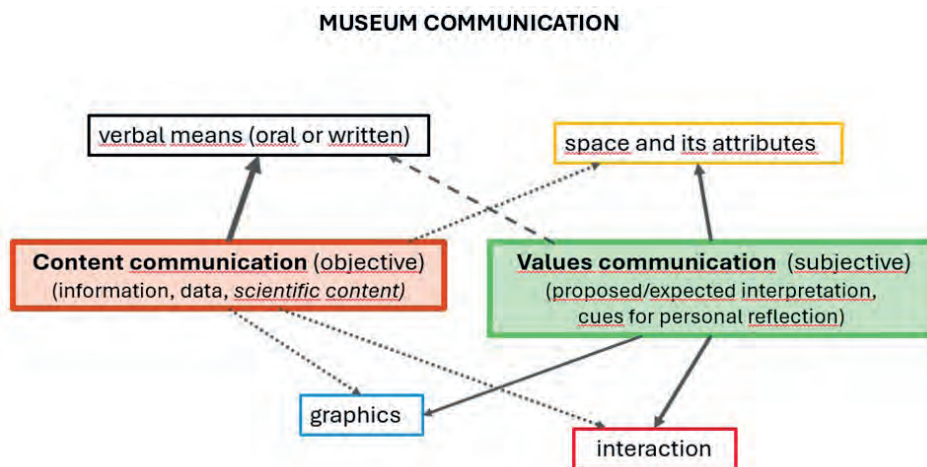 MUSEUM COMMUNICATION
verbal means (oral or written)
space and its attributes
Content communication (objective)
(information, data, scientific content)
Values communication (subjective)
(proposed/expected interpretation,
cues for personal reflection)
graphics
interaction